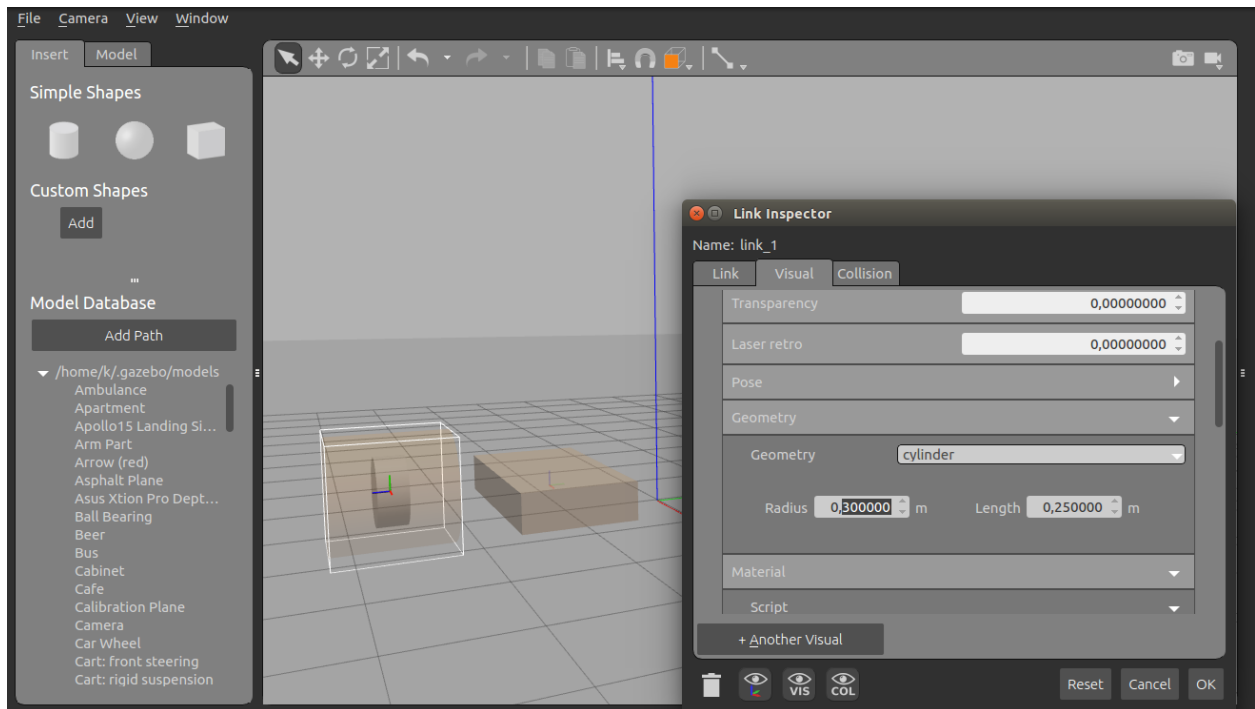 File Camera View Window
Insert Model
Simple Shapes
Custom Shapes
Add
Model Database
Add Path
/home/k/.gazebo/models
Ambulance
Apartment
Apollo15 Landing Si...
Arm Part
Arrow (red)
Asphalt Plane
Asus Xtion Pro Dept...
Ball Bearing
Beer
Bus
Cabinet
Cafe
Calibration Plane
Camera
Car Wheel
Cart: front steering
Cart: rigid suspension
Link Inspector
Name: link_1
Link Visual Collision
Transparency 0,00000000
Laser retro 0,00000000
Pose
Geometry
Geometry cylinder
Radius 0,300000 m Length 0,250000 m
Material
Script
+ Another Visual
VIS COL
Reset Cancel OK